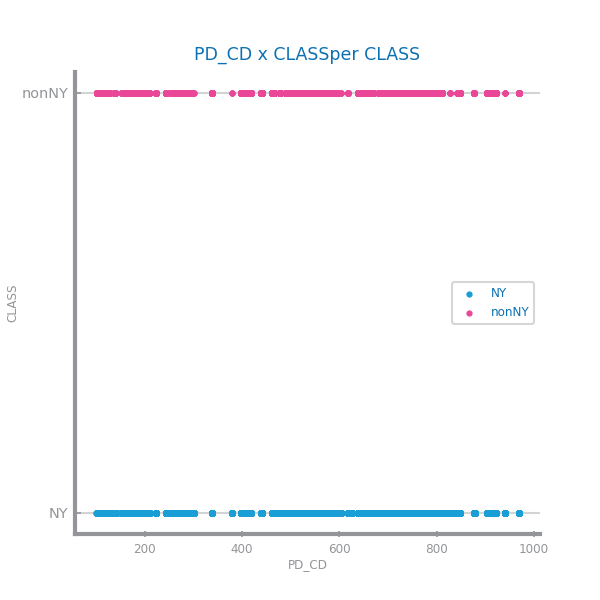 PD_CD x CLASSper CLASS
nonNY
CLASS
NY
nonNY
NY
200 400 600 800 1000
PD_CD